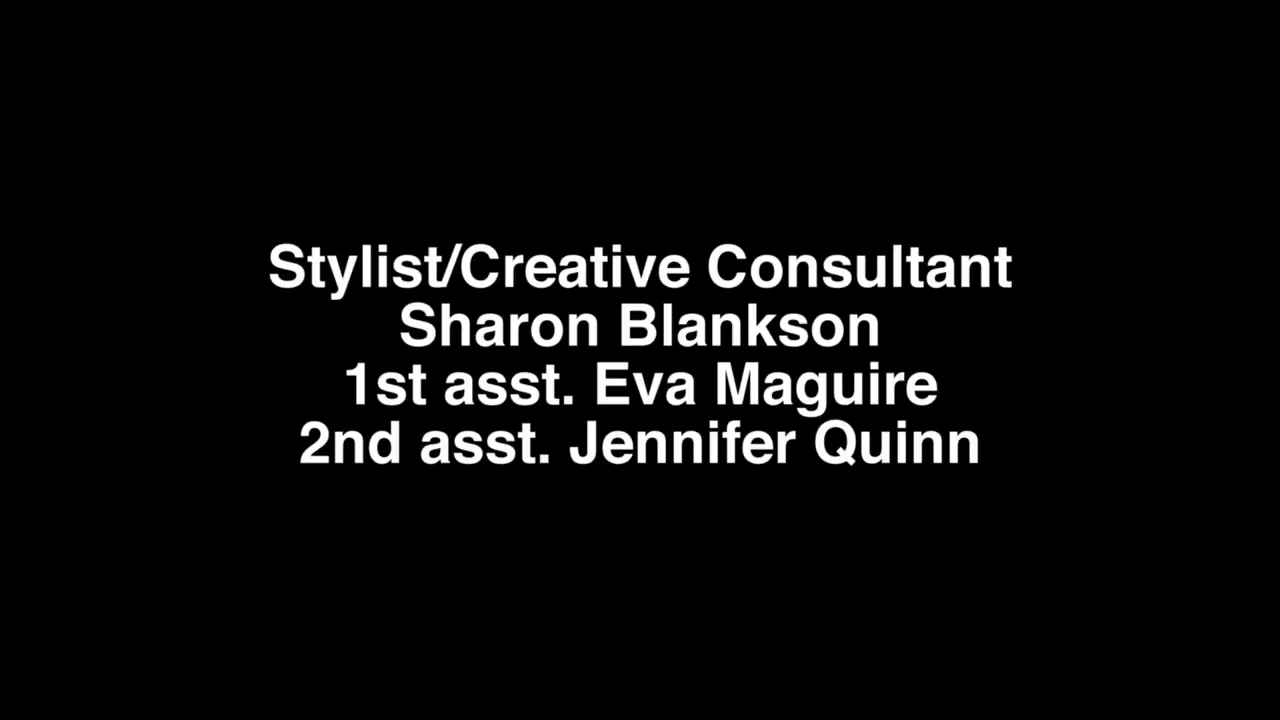 Stylist/Creative Consultant
Sharon Blankson
1st asst. Eva Maguire
2nd asst. Jennifer Quinn